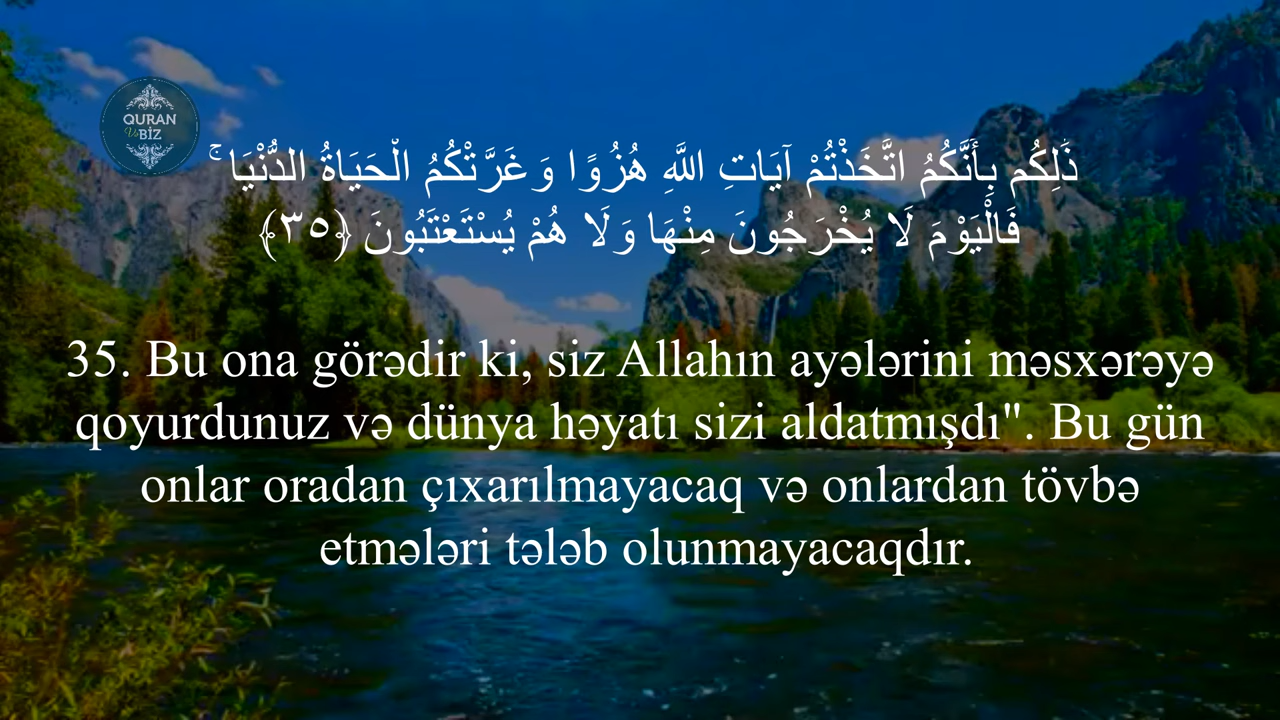 QURAN
Və
BİZ
ذَٰلِكُم بِأَنَّكُمُ اتَّخَذْتُمْ آيَاتِ اللَّهِ هُزُوًا وَغَرَّتْكُمُ الْحَيَاةُ الدُّنْيَا ۚ
فَالْيَوْمَ لَا يُخْرَجُونَ مِنْهَا وَلَا هُمْ يُسْتَعْتَبُونَ ﴿٣٥﴾
35. Bu ona görədir ki, siz Allahın ayələrini məsxərəyə
qoyurdunuz və dünya həyatı sizi aldatmışdı". Bu gün
onlar oradan çıxarılmayacaq və onlardan tövbə
etmələri tələb olunmayacaqdır.